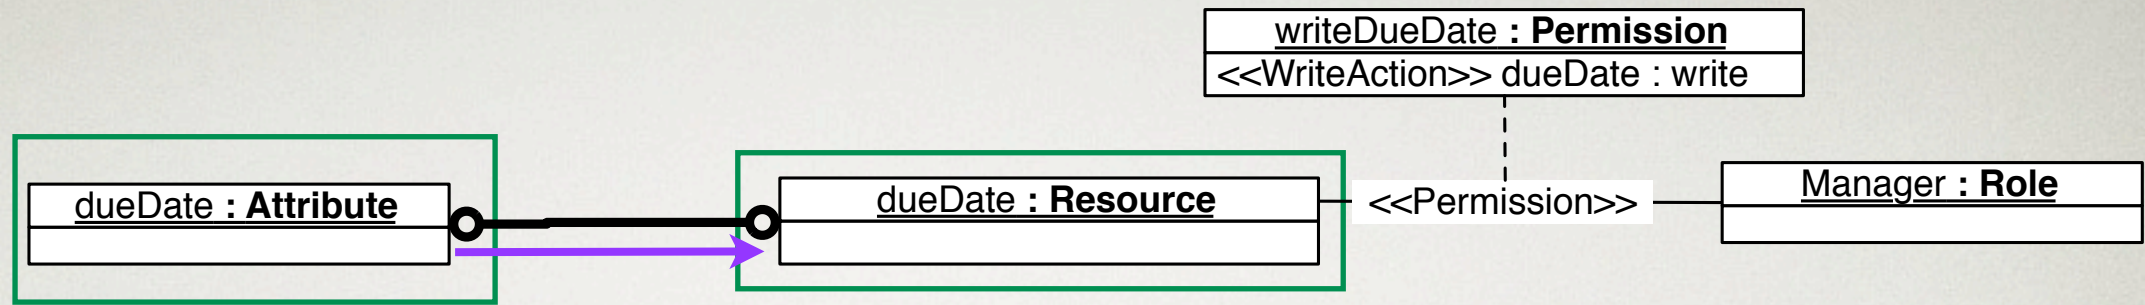 writeDueDate : Permission
<<WriteAction>> dueDate : write
dueDate : Attribute
dueDate : Resource
<<Permission>>
Manager : Role